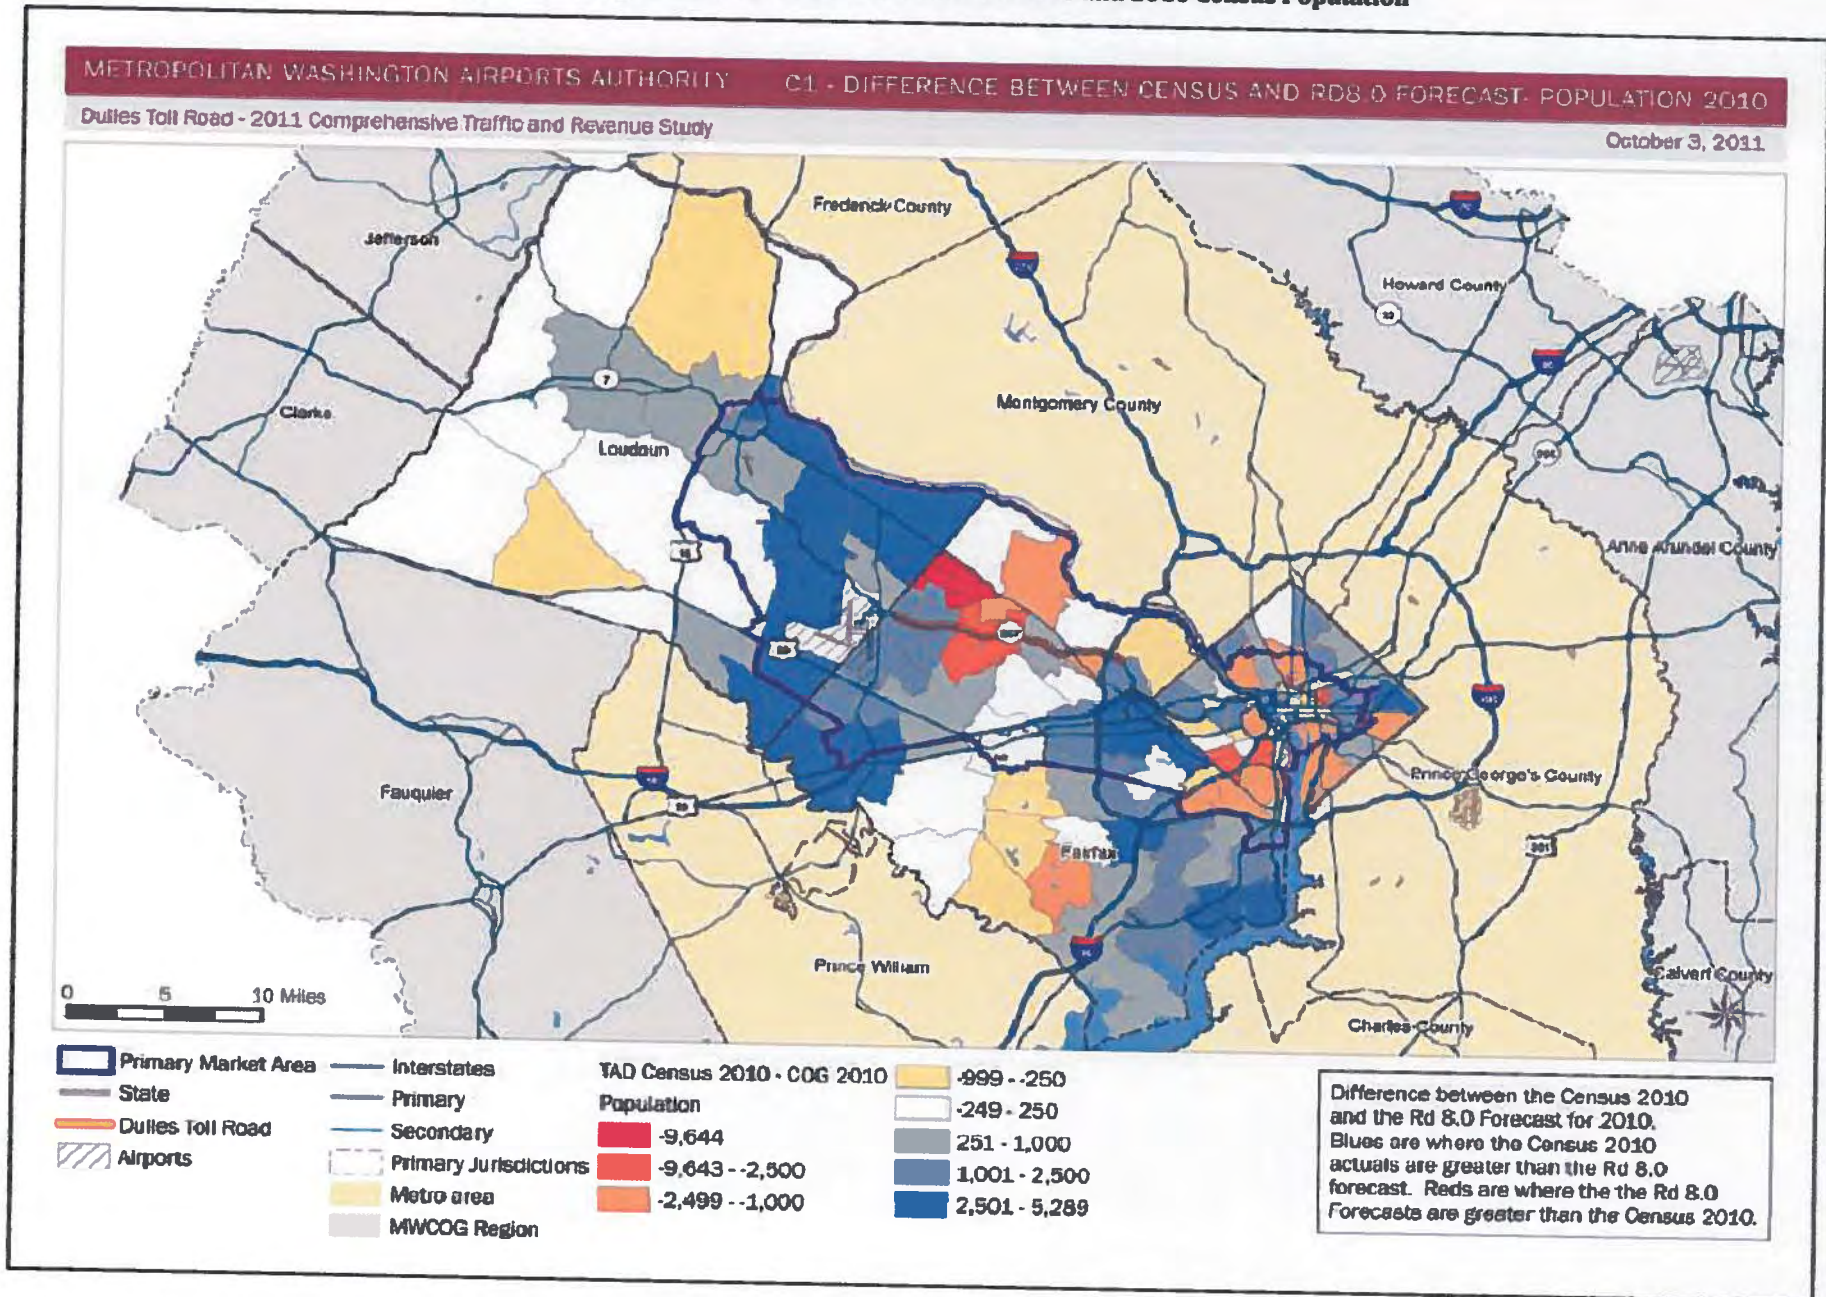 Census Population
METROPOLITAN WASHINGTON AIRPORTS AUTHORITY C1 - DIFFERENCE BETWEEN CENSUS AND RD8.0 FORECAST- POPULATION 2010
Dulles Toll Road - 2011 Comprehensive Traffic and Revenue Study
October 3, 2011
Frederick County
Jefferson
Howard County
7
Clarke
Montgomery County
Loudoun
Anne Arundel County
Prince George's County
Fauquier
301
Fairfax
Prince William
Calvert County
Charles County
0 5 10 Miles
Primary Market Area
State
Dulles Toll Road
Airports
Interstates
Primary
Secondary
Primary Jurisdictions
Metro area
MWCOG Region
TAD Census 2010 - COG 2010
Population
-9,644
-9,643 - -2,500
-2,499 - -1,000
-999 - -250
-249 - 250
251 - 1,000
1,001 - 2,500
2,501 - 5,289
Difference between the Census 2010
and the Rd 8.0 Forecast for 2010.
Blues are where the Census 2010
actuals are greater than the Rd 8.0
forecast. Reds are where the the Rd 8.0
Forecasts are greater than the Census 2010.